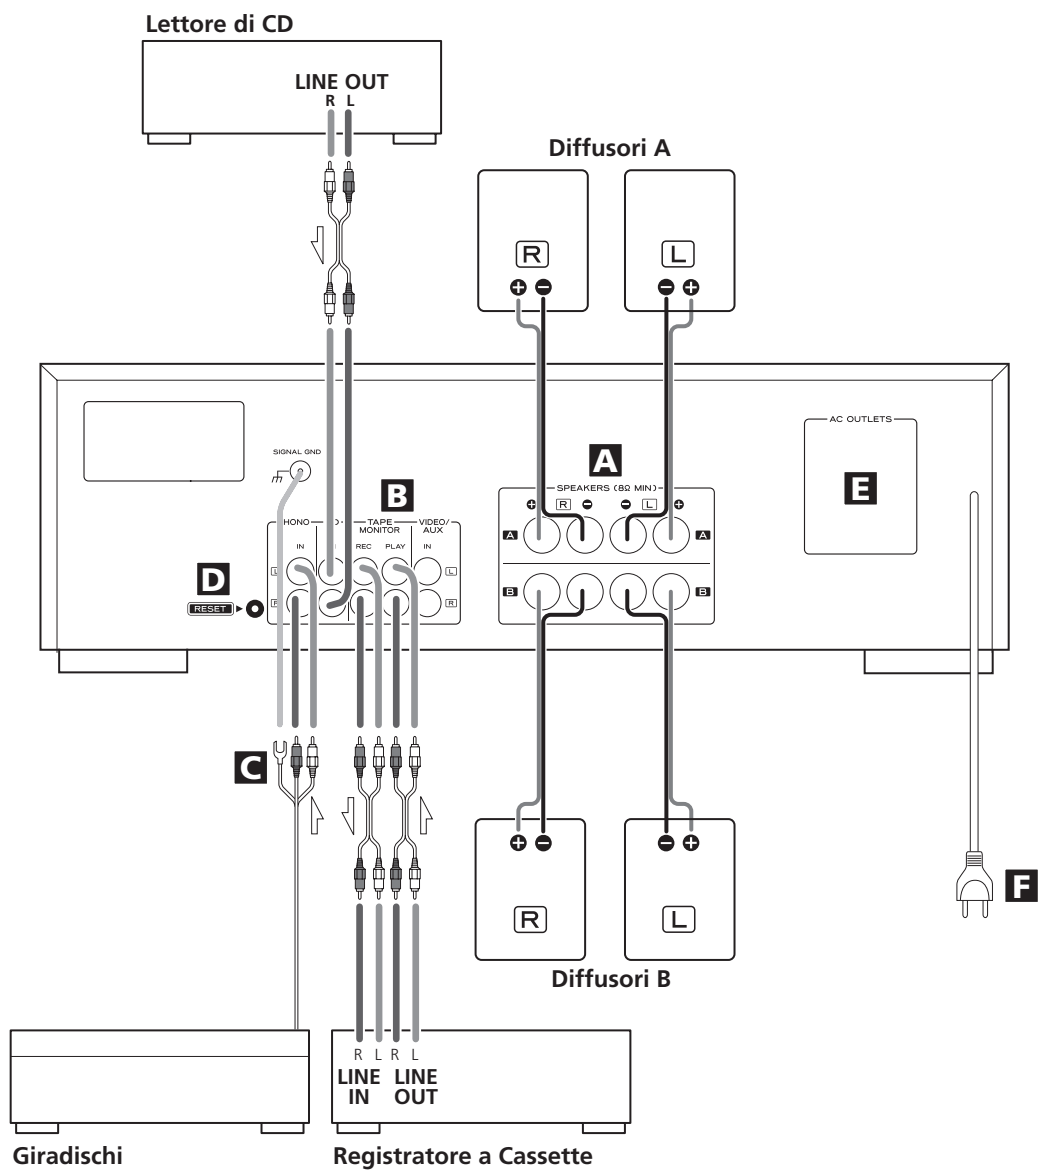 Lettore di CD
LINE OUT
R L
Diffusori A
R
L
+ −
− +
AC OUTLETS
E
SIGNAL GND
A
SPEAKERS (8Ω MIN)
+ R − − L +
A
A
B
B
B
TAPE MONITOR
VIDEO/AUX
IN
REC
PLAY
IN
L
R
D
RESET
C
F
+ −
− +
R
L
Diffusori B
R L R L
LINE IN
LINE OUT
Giradischi
Registratore a Cassette